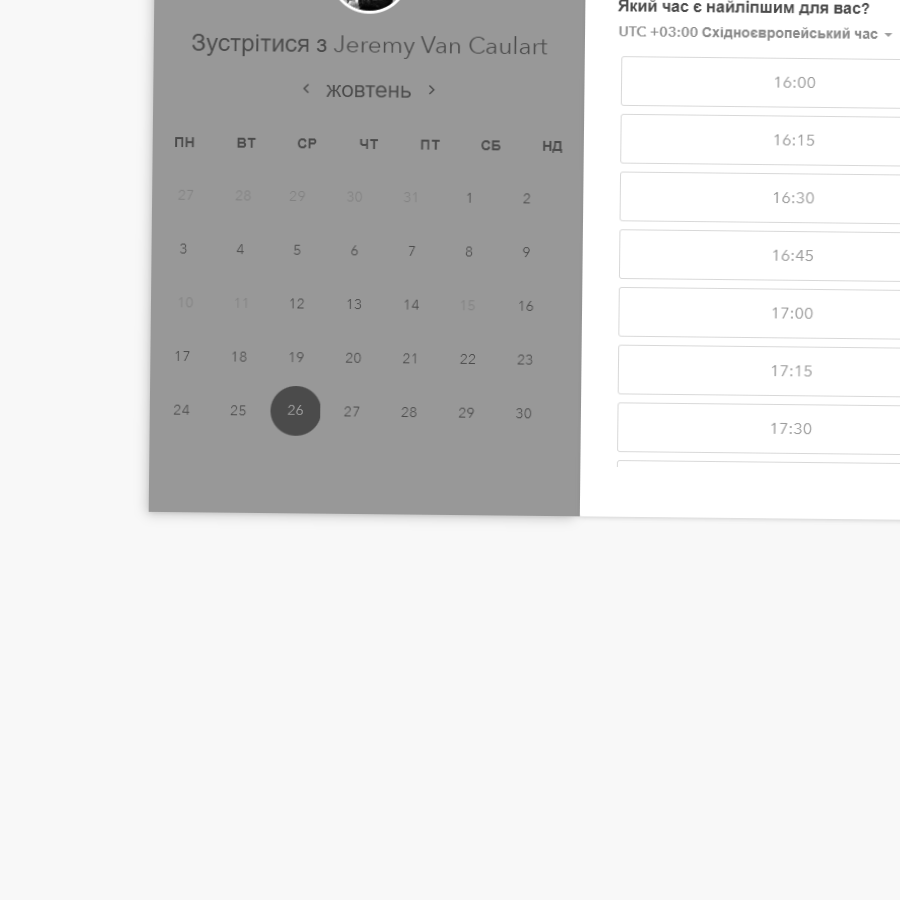 Зустрітися з Jeremy Van Caulart
жовтень
ПН ВТ СР ЧТ ПТ СБ НД
27 28 29 30 31 1 2
3 4 5 6 7 8 9
10 11 12 13 14 15 16
17 18 19 20 21 22 23
24 25 26 27 28 29 30
Який час є найліпшим для вас?
UTC +03:00 Східноєвропейський час
16:00
16:15
16:30
16:45
17:00
17:15
17:30